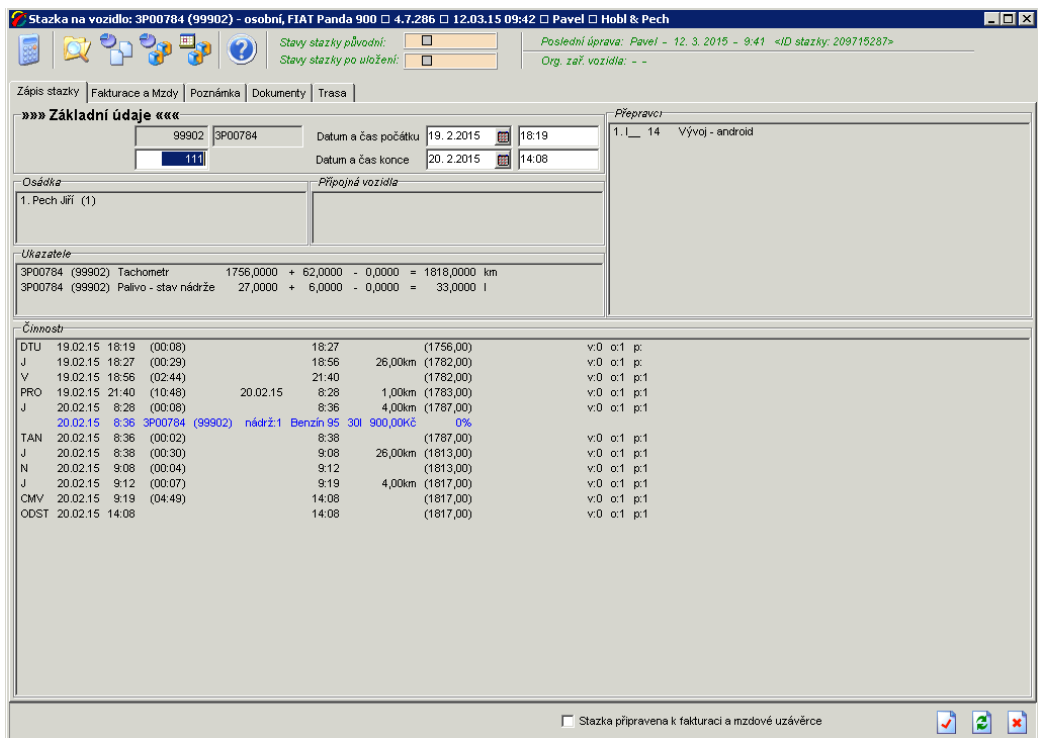 Stazka na vozidlo: 3P00784 (99902) - osobní, FIAT Panda 900 □ 4.7.286 □ 12.03.15 09:42 □ Pavel □ Hobl & Pech
Stavy stazky původní:
Poslední úprava: Pavel - 12. 3. 2015 - 9:41 <ID stazky: 209715287>
Stavy stazky po uložení:
Org. zař. vozidla: - -
Zápis stazky Fakturace a Mzdy Poznámka Dokumenty Trasa
»»» Základní údaje «««
99902 3P00784 Datum a čas počátku 19. 2.2015 18:19
111 Datum a čas konce 20. 2.2015 14:08
Přepravci
1. I__ 14 Vývoj - android
Osádka
1. Pech Jiří (1)
Přípojná vozidla
Ukazatele
3P00784 (99902) Tachometr 1756,0000 + 62,0000 - 0,0000 = 1818,0000 km
3P00784 (99902) Palivo - stav nádrže 27,0000 + 6,0000 - 0,0000 = 33,0000 l
Činnosti
DTU 19.02.15 18:19 (00:08) 18:27 (1756,00) v:0 o:1 p:
J 19.02.15 18:27 (00:29) 18:56 26,00km (1782,00) v:0 o:1 p:
V 19.02.15 18:56 (02:44) 21:40 (1782,00) v:0 o:1 p:1
PRO 19.02.15 21:40 (10:48) 20.02.15 8:28 1,00km (1783,00) v:0 o:1 p:1
J 20.02.15 8:28 (00:08) 8:36 4,00km (1787,00) v:0 o:1 p:1
20.02.15 8:36 3P00784 (99902) nádrž:1 Benzín 95 30l 900,00Kč 0%
TAN 20.02.15 8:36 (00:02) 8:38 (1787,00) v:0 o:1 p:1
J 20.02.15 8:38 (00:30) 9:08 26,00km (1813,00) v:0 o:1 p:1
N 20.02.15 9:08 (00:04) 9:12 (1813,00) v:0 o:1 p:1
J 20.02.15 9:12 (00:07) 9:19 4,00km (1817,00) v:0 o:1 p:1
CMV 20.02.15 9:19 (04:49) 14:08 (1817,00) v:0 o:1 p:1
ODST 20.02.15 14:08 14:08 (1817,00) v:0 o:1 p:1
Stazka připravena k fakturaci a mzdové uzávěrce